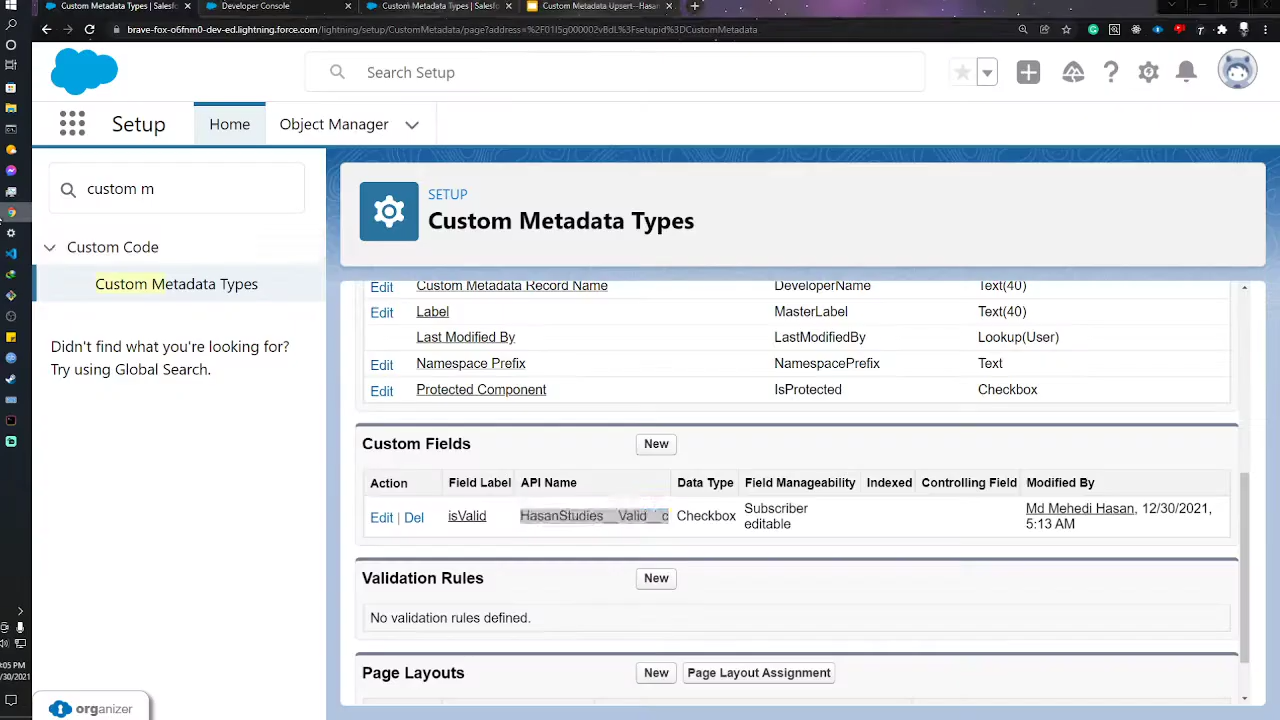 Custom Metadata Types | Salesfo
Developer Console
Custom Metadata Types | Salesfo
Custom Metadata Upsert--Hasan
brave-fox-o6fnm0-dev-ed.lightning.force.com/lightning/setup/CustomMetadata/page?address=%2F01I5g000002vBdL%3Fsetupid%3DCustomMetadata
Search Setup
Setup
Home
Object Manager
custom m
Custom Code
Custom Metadata Types
Didn't find what you're looking for?
Try using Global Search.
SETUP
Custom Metadata Types
Edit Custom Metadata Record Name DeveloperName Text(40)
Edit Label MasterLabel Text(40)
Last Modified By LastModifiedBy Lookup(User)
Edit Namespace Prefix NamespacePrefix Text
Edit Protected Component IsProtected Checkbox
Custom Fields New
Action Field Label API Name Data Type Field Manageability Indexed Controlling Field Modified By
Edit | Del isValid HasanStudies__Valid__c Checkbox Subscriber editable Md Mehedi Hasan, 12/30/2021, 5:13 AM
Validation Rules New
No validation rules defined.
Page Layouts New Page Layout Assignment
:05 PM
/30/2021
organizer